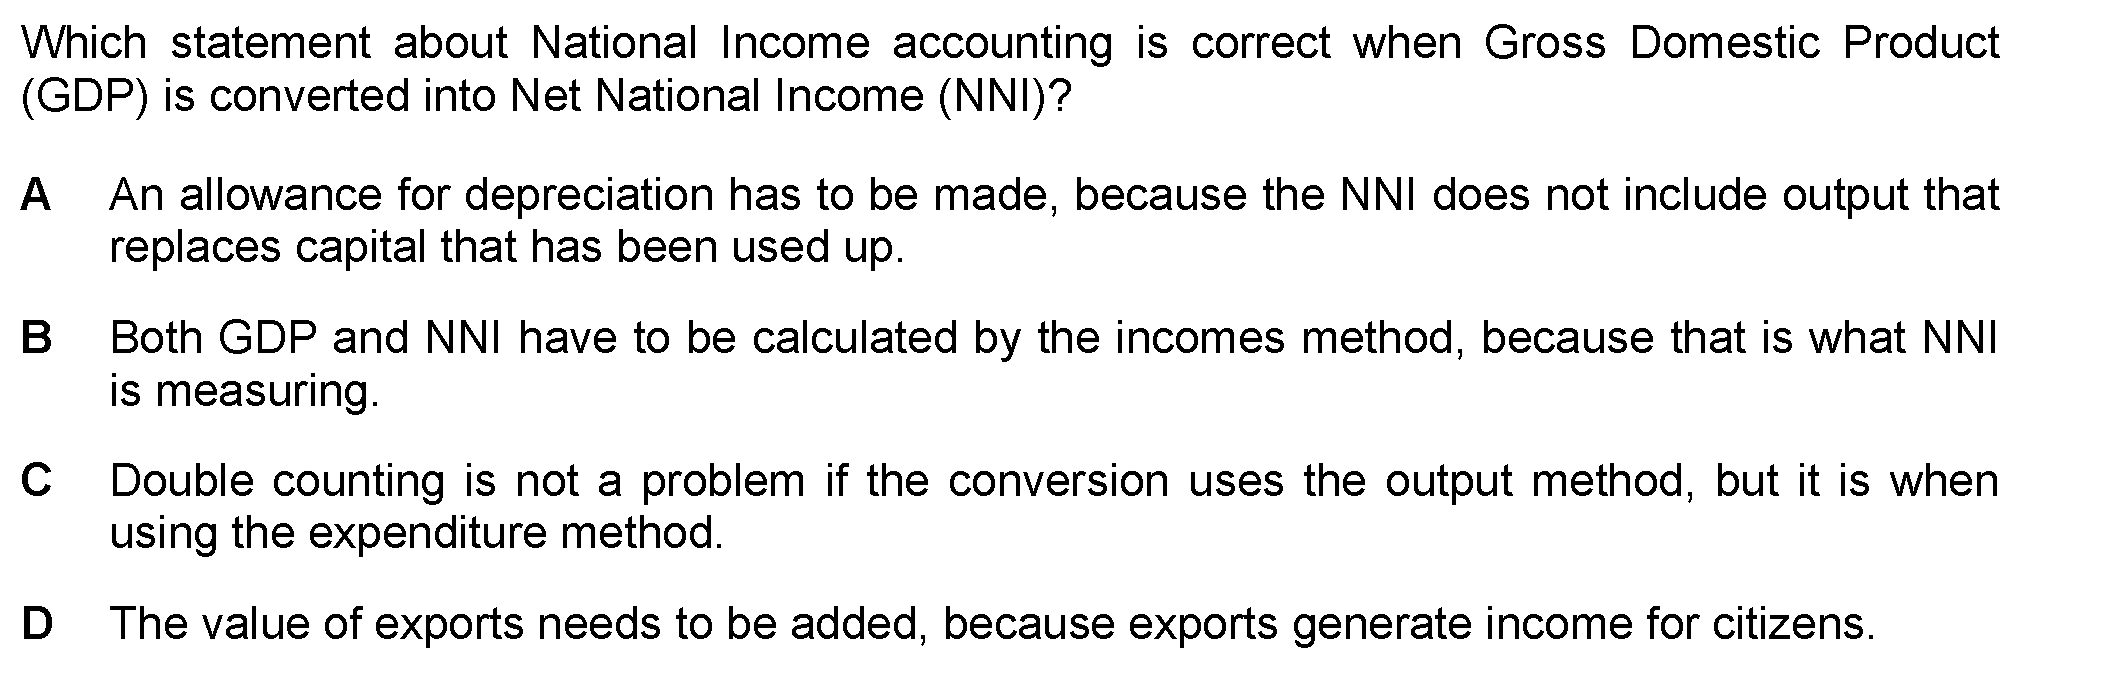 Which statement about National Income accounting is correct when Gross Domestic Product
(GDP) is converted into Net National Income (NNI)?
A An allowance for depreciation has to be made, because the NNI does not include output that
replaces capital that has been used up.
B Both GDP and NNI have to be calculated by the incomes method, because that is what NNI
is measuring.
C Double counting is not a problem if the conversion uses the output method, but it is when
using the expenditure method.
D The value of exports needs to be added, because exports generate income for citizens.